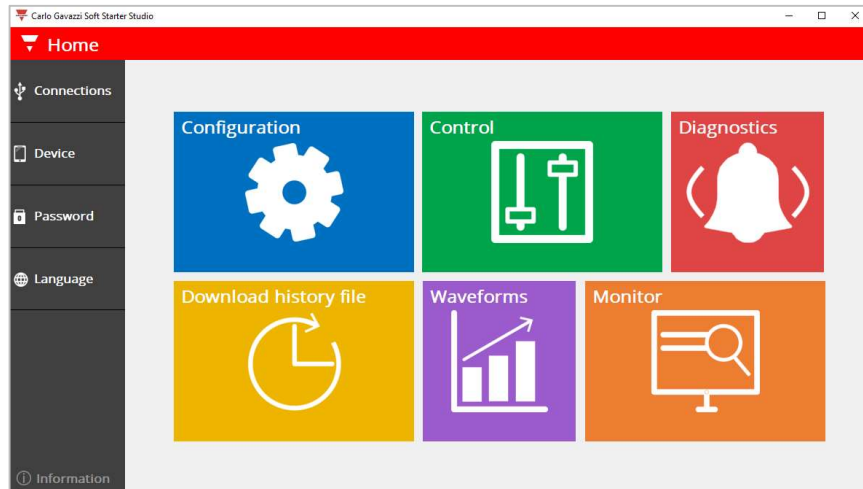 Carlo Gavazzi Soft Starter Studio
Home
Connections
Device
Password
Language
Information
Configuration
Control
Diagnostics
Download history file
Waveforms
Monitor